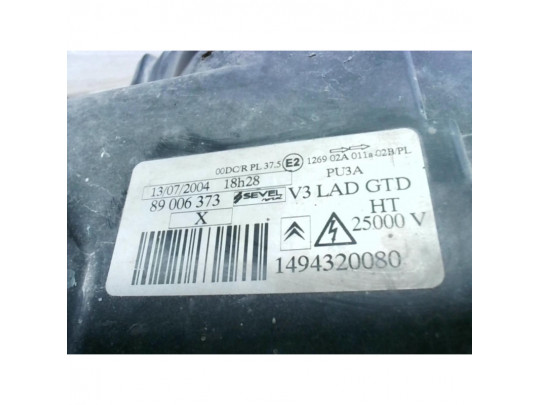 00DC/R PL 37.5 E2 1269 02A 011a-02B/PL
PU3A
13/07/2004 18h28
89 006 373 SEVEL V3 LAD GTD
X HT
25000 V
1494320080